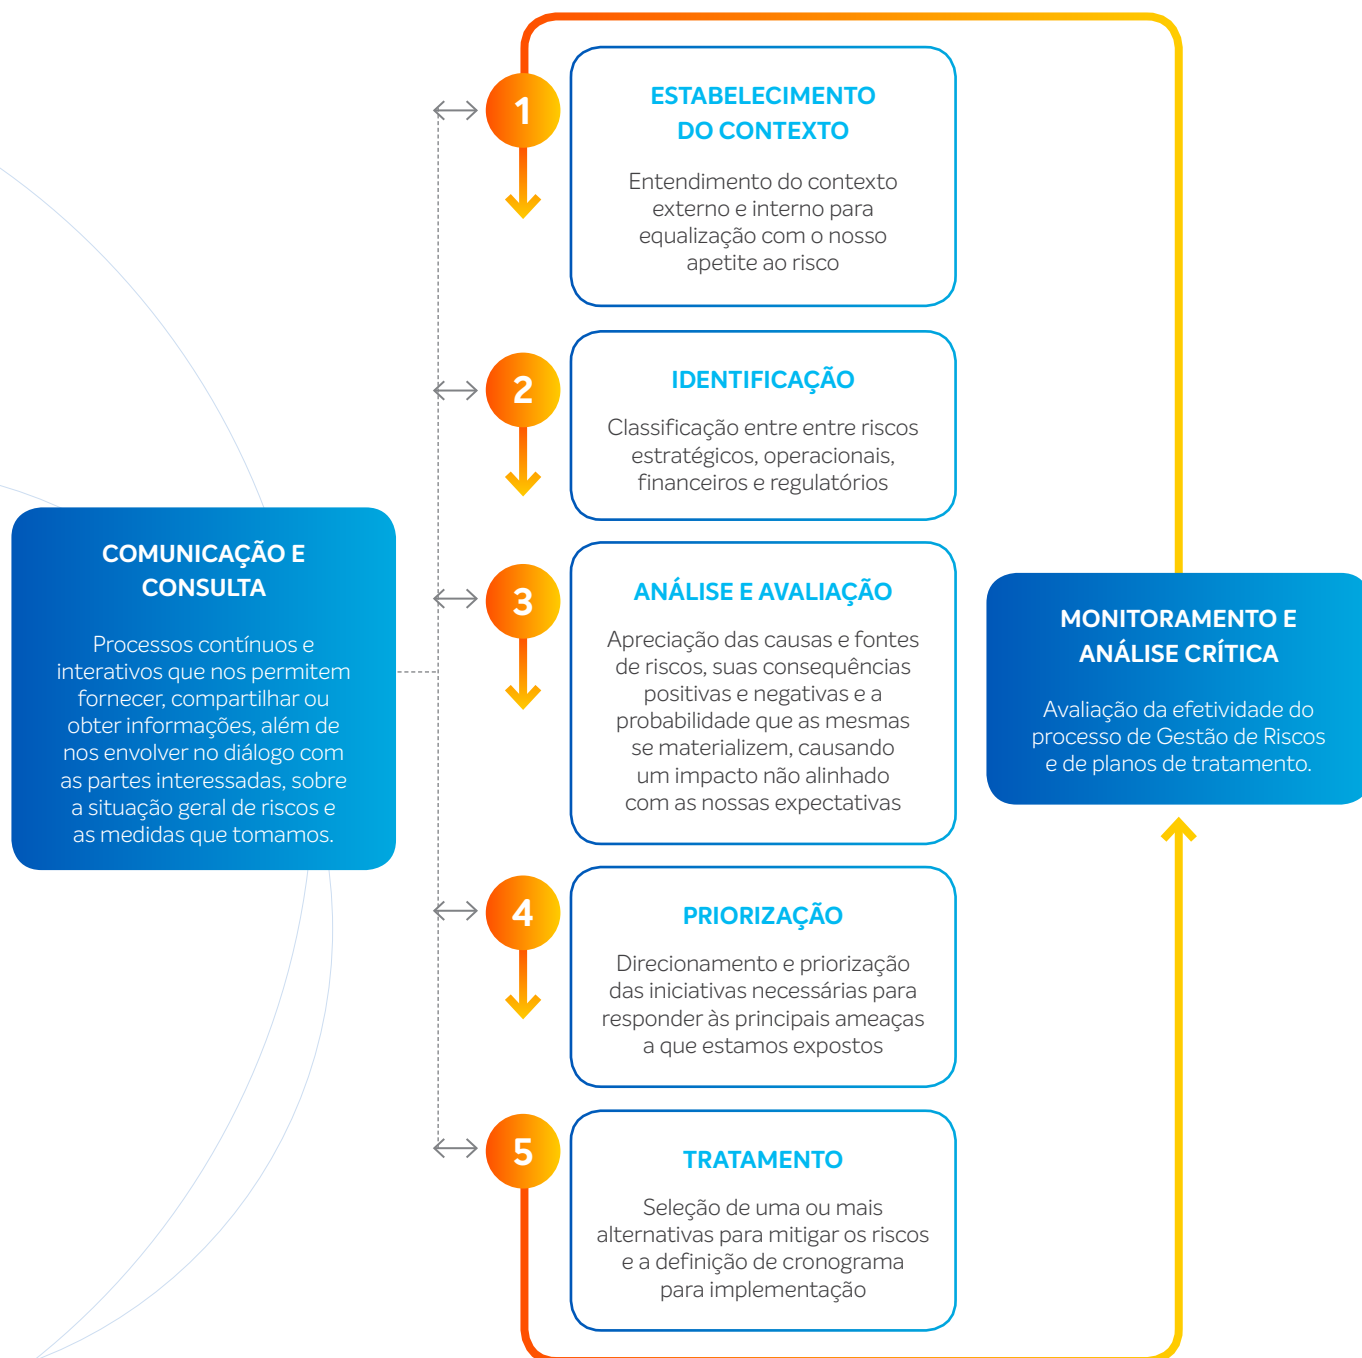 1
ESTABELECIMENTO
DO CONTEXTO
Entendimento do contexto
externo e interno para
equalização com o nosso
apetite ao risco
2
IDENTIFICAÇÃO
Classificação entre entre riscos
estratégicos, operacionais,
financeiros e regulatórios
COMUNICAÇÃO E
CONSULTA
Processos contínuos e
interativos que nos permitem
fornecer, compartilhar ou
obter informações, além de
nos envolver no diálogo com
as partes interessadas, sobre
a situação geral de riscos e
as medidas que tomamos.
3
ANÁLISE E AVALIAÇÃO
Apreciação das causas e fontes
de riscos, suas consequências
positivas e negativas e a
probabilidade que as mesmas
se materializem, causando
um impacto não alinhado
com as nossas expectativas
MONITORAMENTO E
ANÁLISE CRÍTICA
Avaliação da efetividade do
processo de Gestão de Riscos
e de planos de tratamento.
4
PRIORIZAÇÃO
Direcionamento e priorização
das iniciativas necessárias para
responder às principais ameaças
a que estamos expostos
5
TRATAMENTO
Seleção de uma ou mais
alternativas para mitigar os riscos
e a definição de cronograma
para implementação